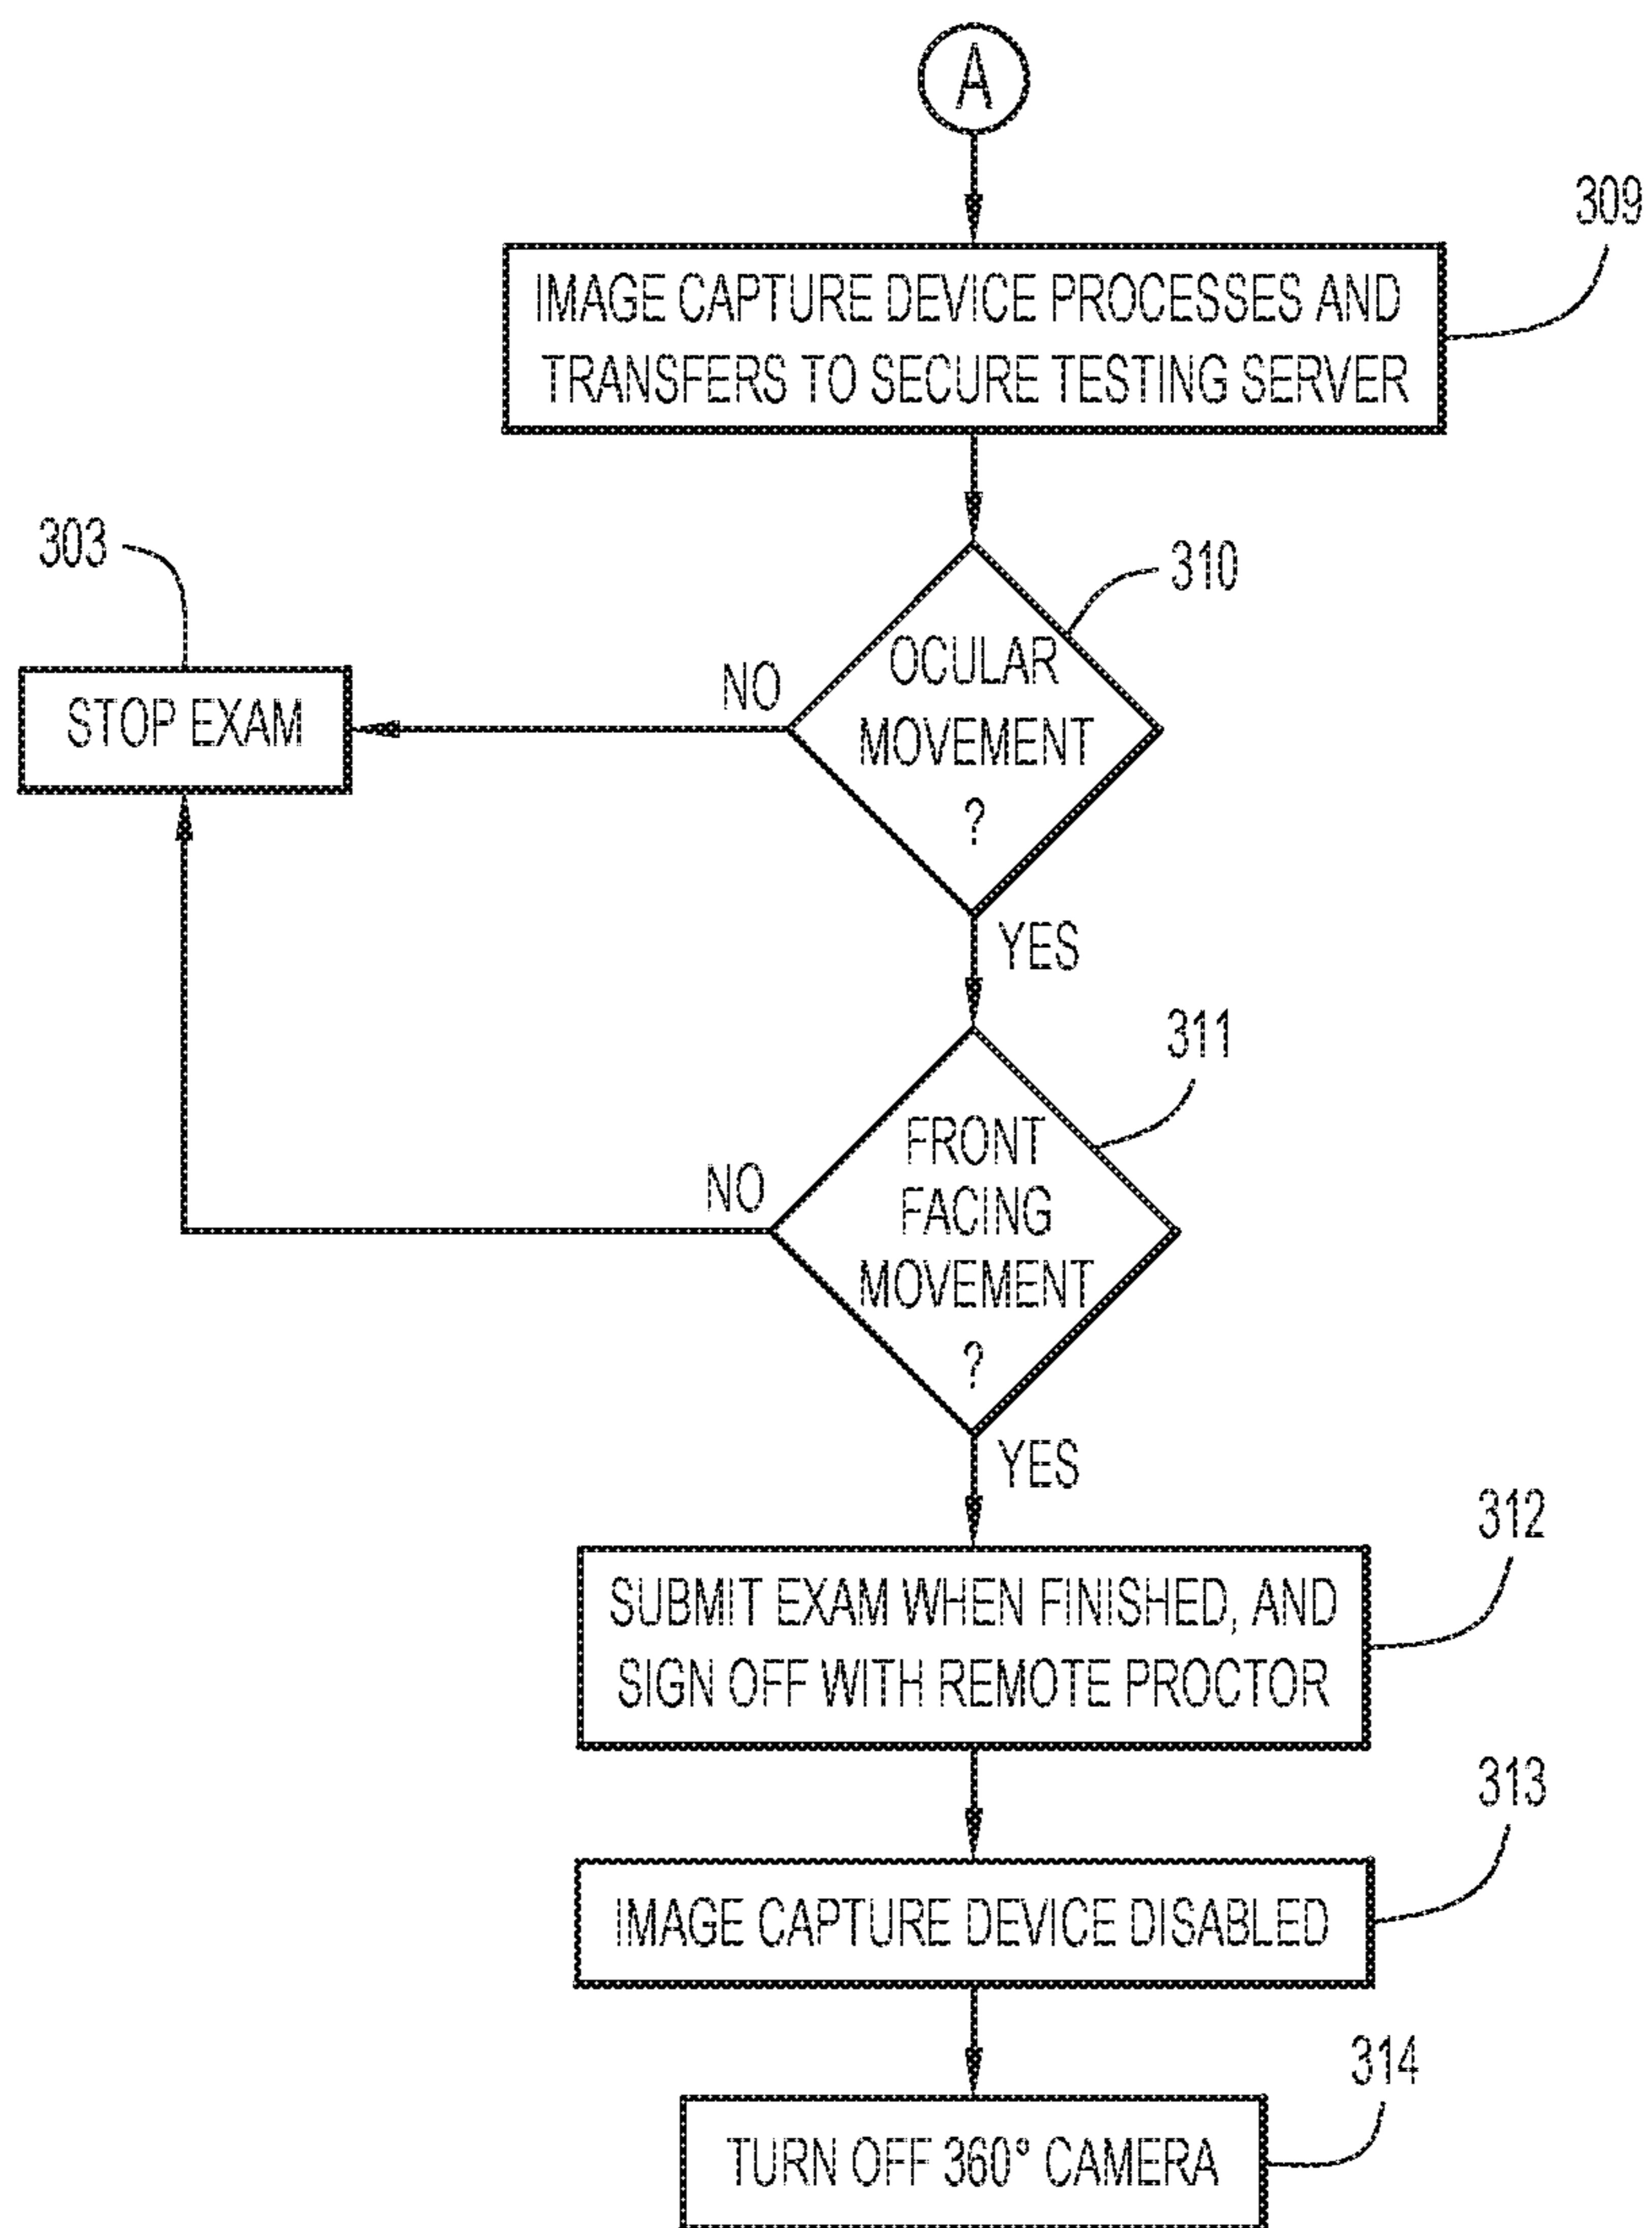 A
309
IMAGE CAPTURE DEVICE PROCESSES AND
TRANSFERS TO SECURE TESTING SERVER
303
310
STOP EXAM
NO
OCULAR
MOVEMENT
?
YES
311
NO
FRONT
FACING
MOVEMENT
?
YES
312
SUBMIT EXAM WHEN FINISHED, AND
SIGN OFF WITH REMOTE PROCTOR
313
IMAGE CAPTURE DEVICE DISABLED
314
TURN OFF 360° CAMERA